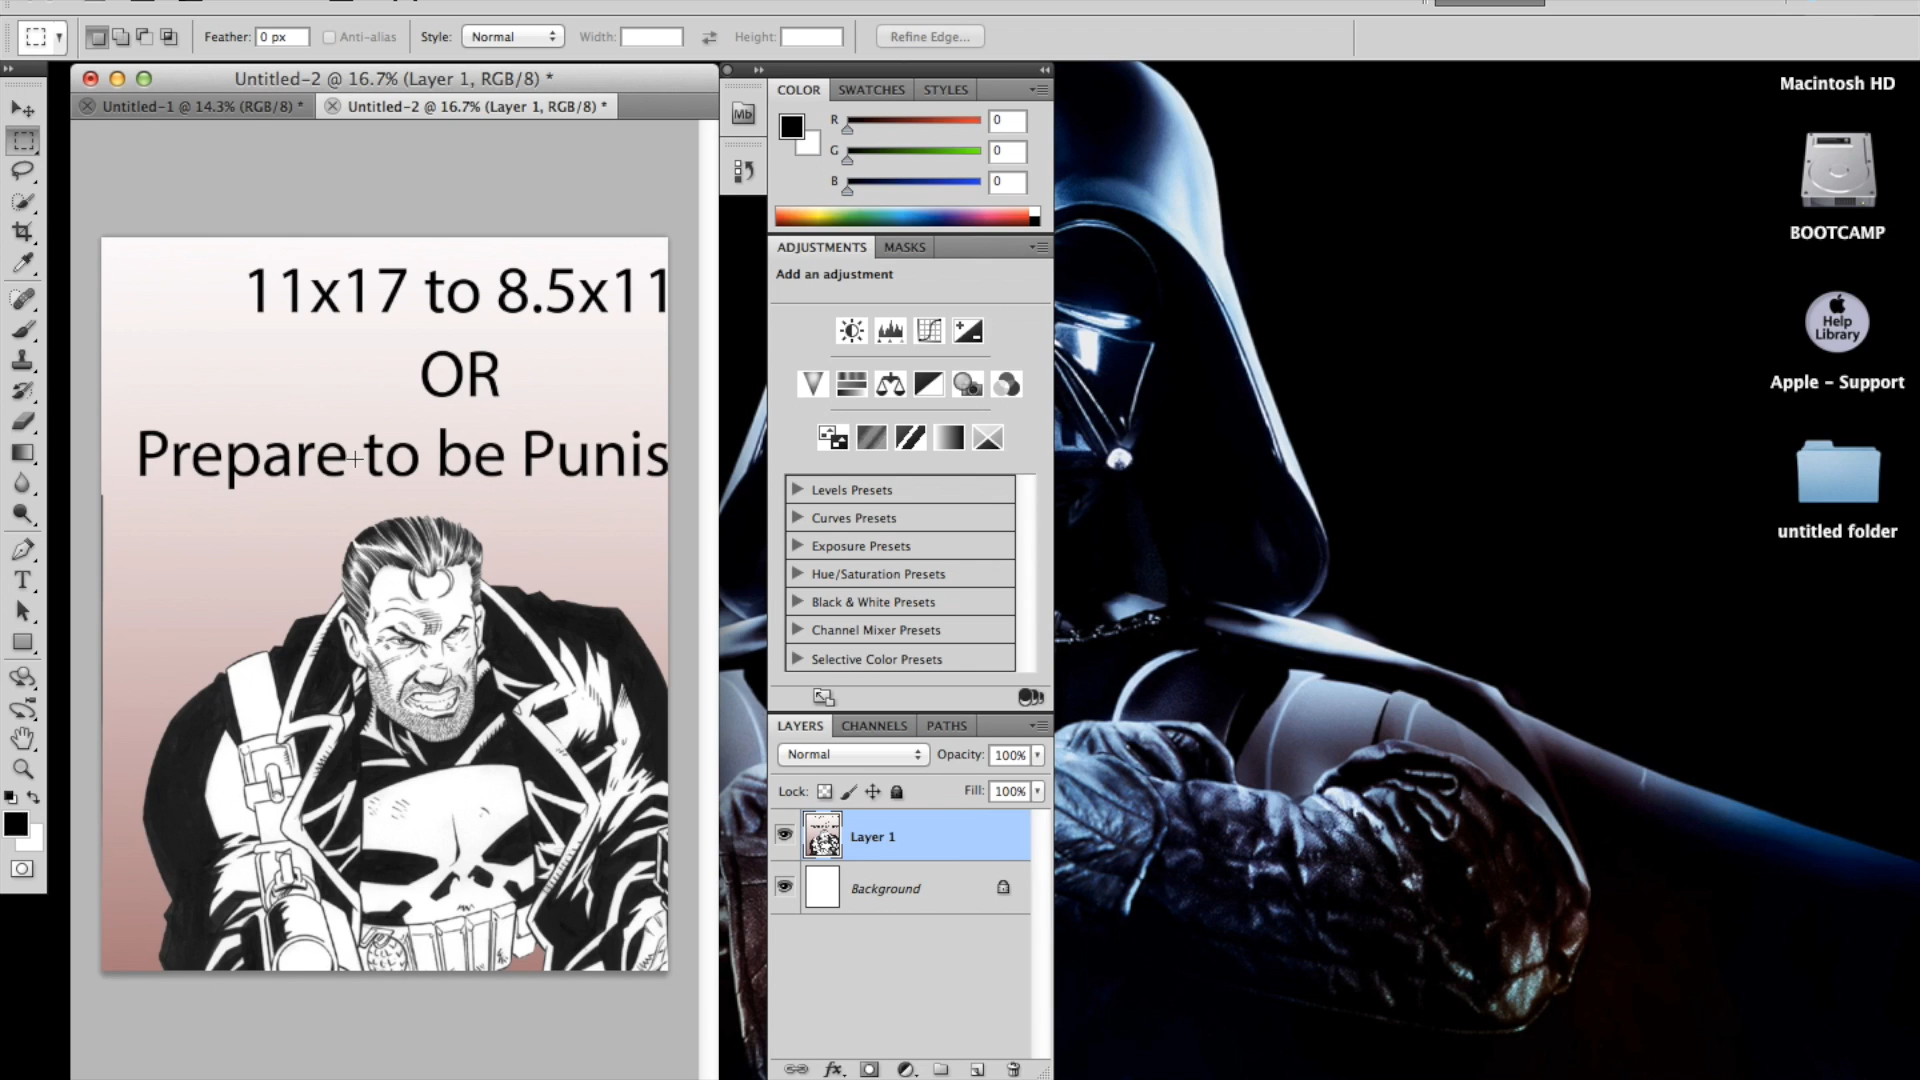 Feather: 0 px Anti-alias Style: Normal Width: Height: Refine Edge...
Untitled-2 @ 16.7% (Layer 1, RGB/8) *
Untitled-1 @ 14.3% (RGB/8) * Untitled-2 @ 16.7% (Layer 1, RGB/8) *
11x17 to 8.5x11
OR
Prepare to be Punis
Mb
COLOR SWATCHES STYLES
R 0
G 0
B 0
ADJUSTMENTS MASKS
Add an adjustment
Levels Presets
Curves Presets
Exposure Presets
Hue/Saturation Presets
Black & White Presets
Channel Mixer Presets
Selective Color Presets
LAYERS CHANNELS PATHS
Normal Opacity: 100%
Lock: Fill: 100%
Layer 1
Background
fx
T
Macintosh HD
BOOTCAMP
Help
Library
Apple - Support
untitled folder